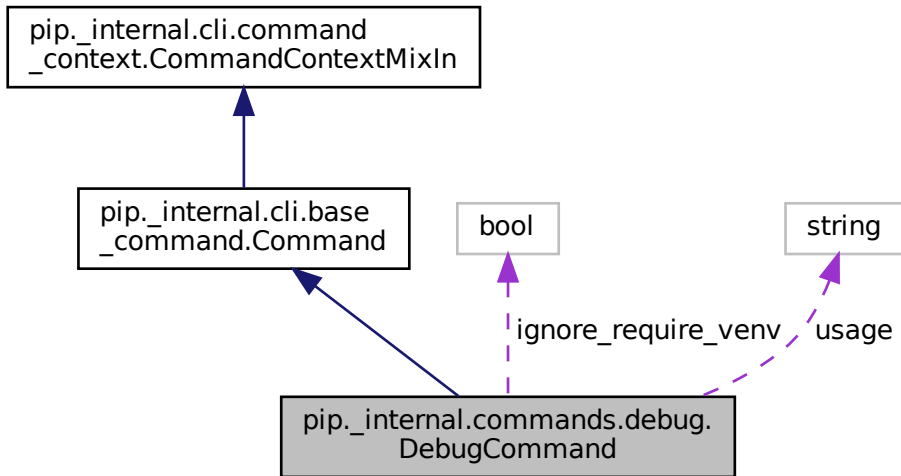 pip._internal.cli.command
_context.CommandContextMixIn
pip._internal.cli.base
_command.Command
bool
string
ignore_require_venv
usage
pip._internal.commands.debug.
DebugCommand